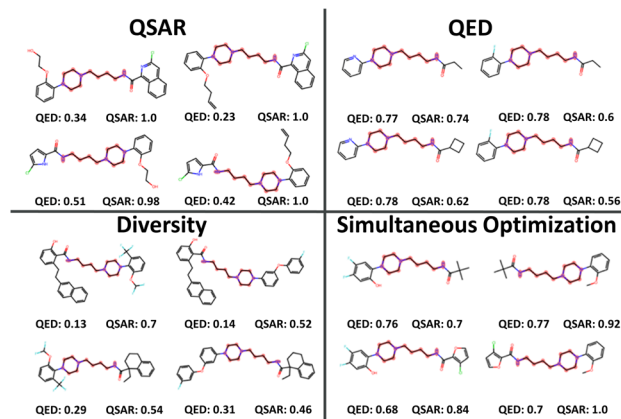 QSAR
QED: 0.34 QSAR: 1.0 QED: 0.23 QSAR: 1.0
QED: 0.51 QSAR: 0.98 QED: 0.42 QSAR: 1.0
QED
QED: 0.77 QSAR: 0.74 QED: 0.78 QSAR: 0.6
QED: 0.78 QSAR: 0.62 QED: 0.78 QSAR: 0.56
Diversity
QED: 0.13 QSAR: 0.7 QED: 0.14 QSAR: 0.52
QED: 0.29 QSAR: 0.54 QED: 0.31 QSAR: 0.46
Simultaneous Optimization
QED: 0.76 QSAR: 0.7 QED: 0.77 QSAR: 0.92
QED: 0.68 QSAR: 0.84 QED: 0.7 QSAR: 1.0